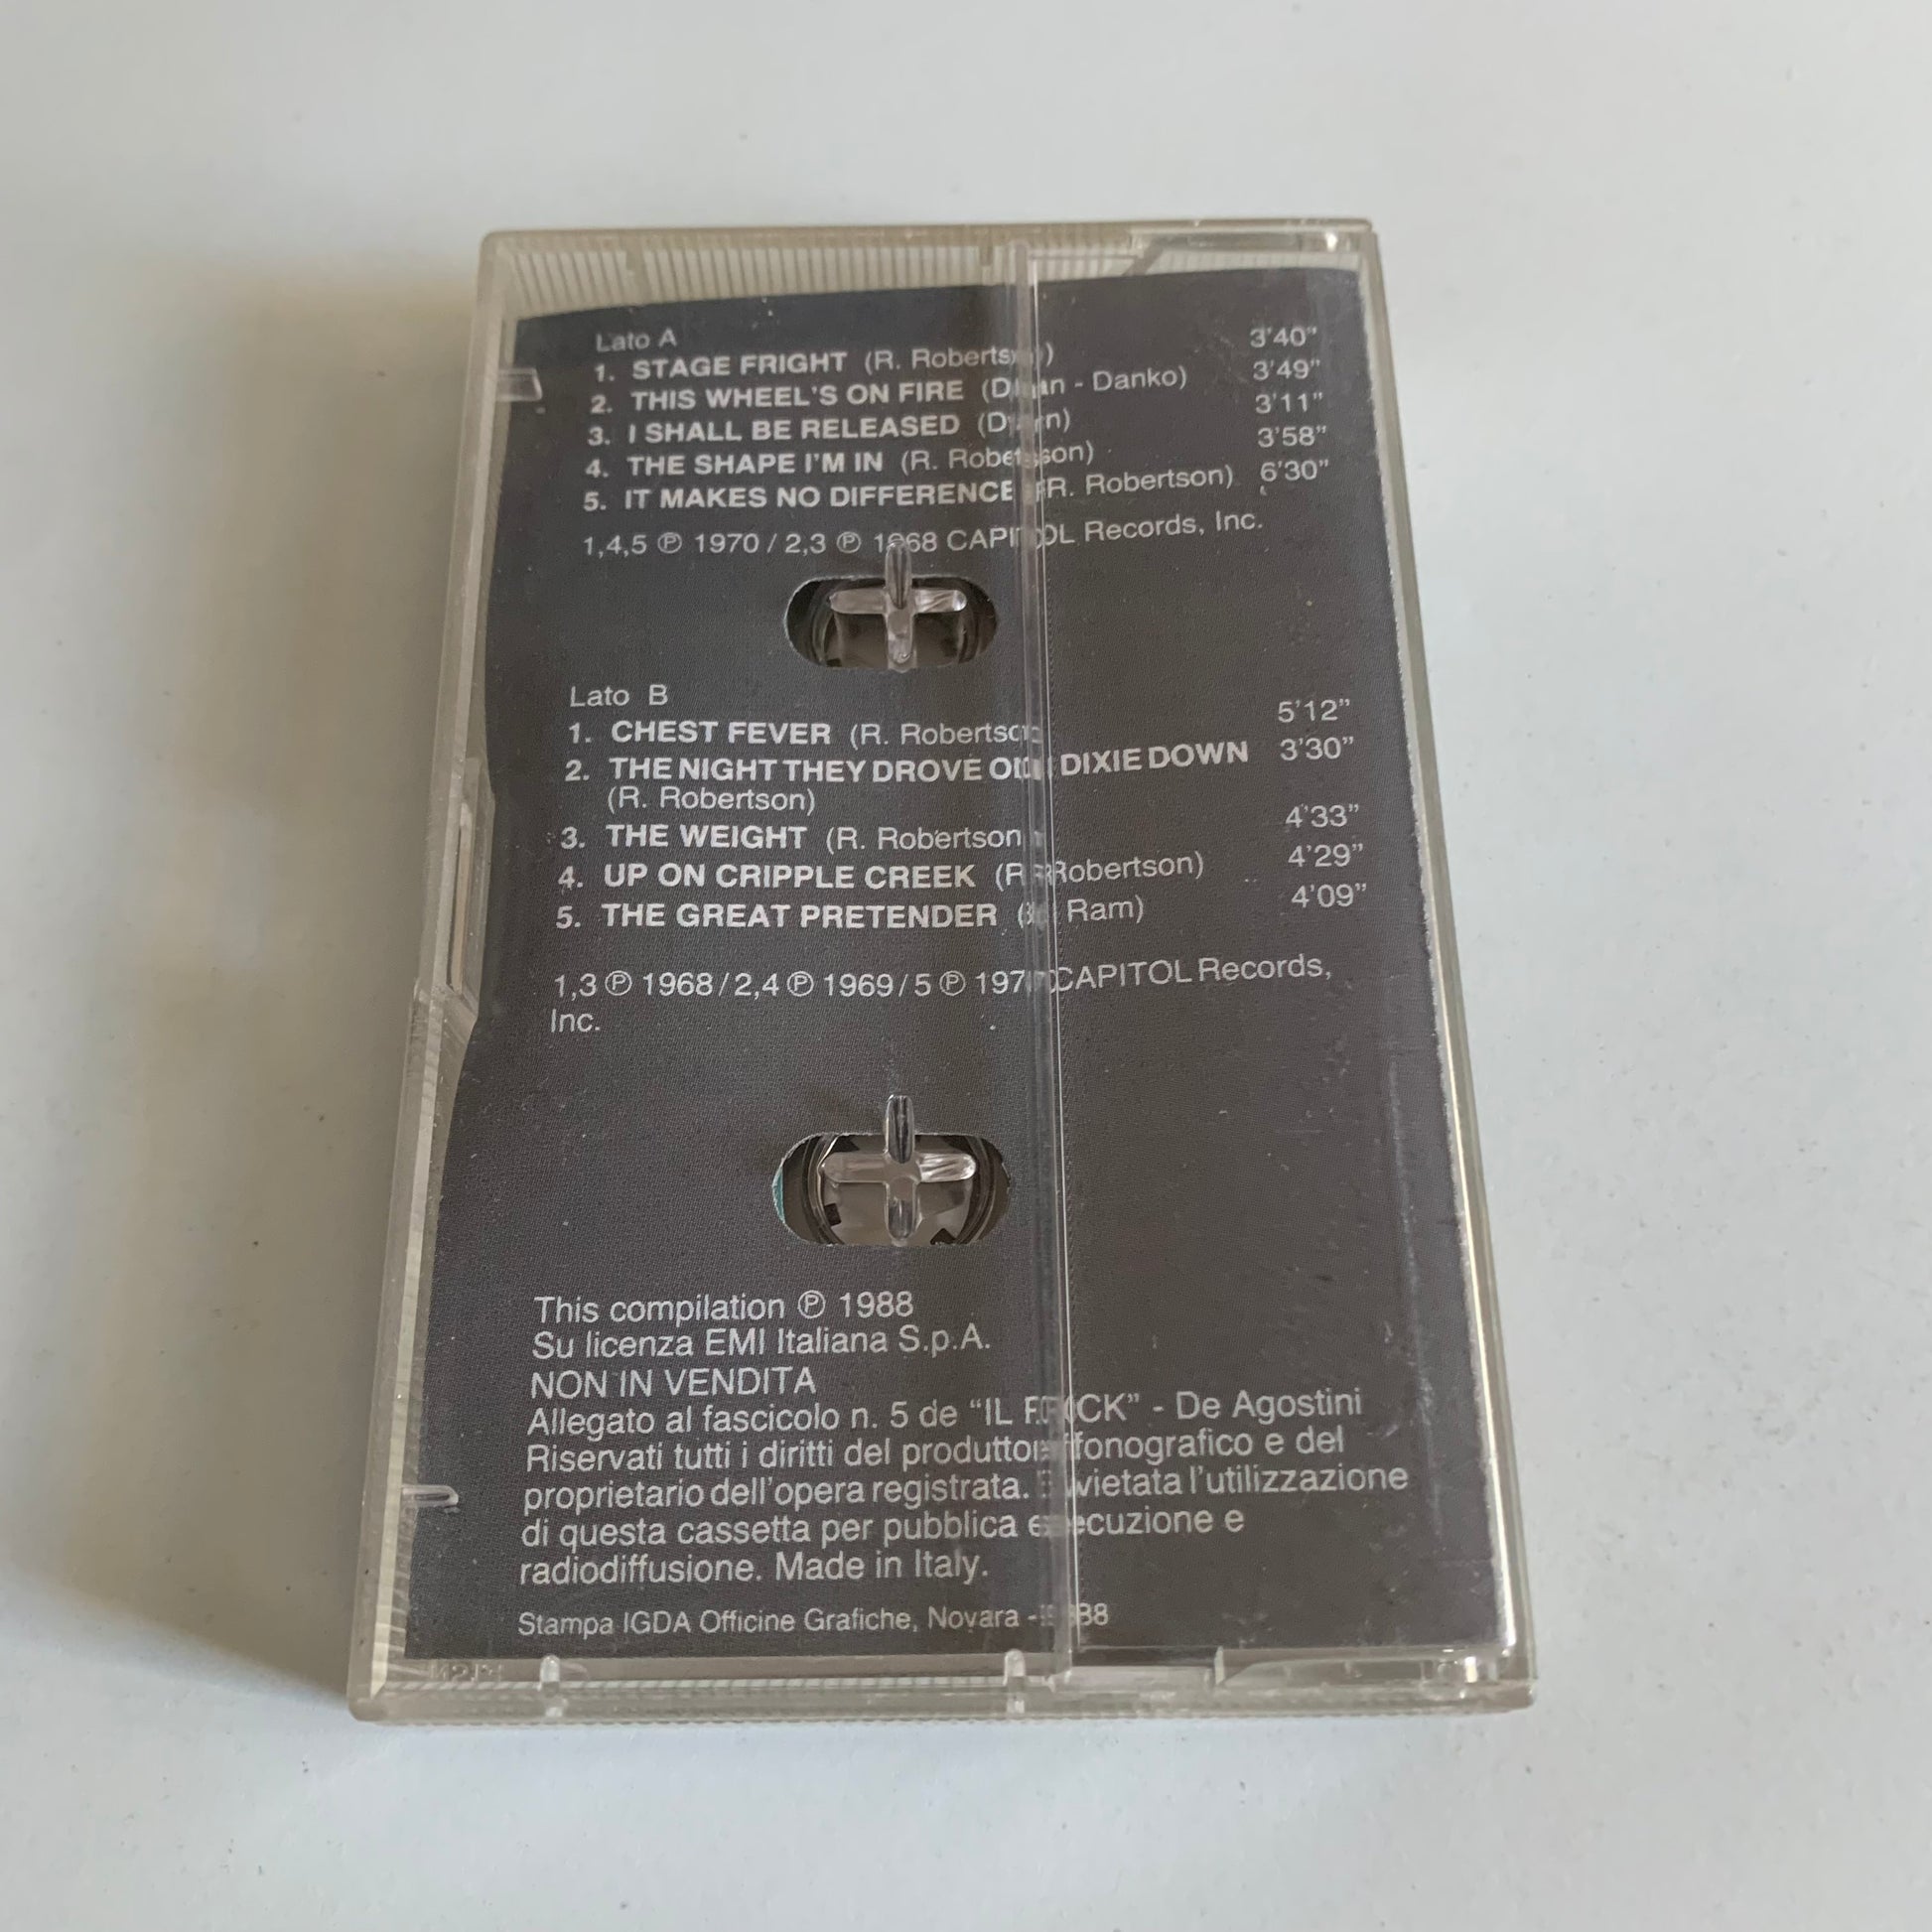 Lato A
1. STAGE FRIGHT (R. Robertson) 3'40"
2. THIS WHEEL'S ON FIRE (Dylan - Danko) 3'49"
3. I SHALL BE RELEASED (Dylan) 3'11"
4. THE SHAPE I'M IN (R. Robertson) 3'58"
5. IT MAKES NO DIFFERENCE (R. Robertson) 6'30"
1,4,5 ℗ 1970 / 2,3 ℗ 1968 CAPITOL Records, Inc.
Lato B
1. CHEST FEVER (R. Robertson) 5'12"
2. THE NIGHT THEY DROVE OLD DIXIE DOWN 3'30"
(R. Robertson)
3. THE WEIGHT (R. Robertson) 4'33"
4. UP ON CRIPPLE CREEK (R. Robertson) 4'29"
5. THE GREAT PRETENDER Ram) 4'09"
1,3 ℗ 1968 / 2,4 ℗ 1969 / 5 ℗ CAPITOL Records,
Inc.
This compilation ℗ 1988
Su licenza EMI Italiana S.p.A.
NON IN VENDITA
Allegato al fascicolo n. 5 de "IL ROCK" - De Agostini
Riservati tutti i diritti del produttore fonografico e del
proprietario dell'opera registrata. È vietata l'utilizzazione
di questa cassetta per pubblica esecuzione e
radiodiffusione. Made in Italy.
Stampa IGDA Officine Grafiche, Novara - 1988